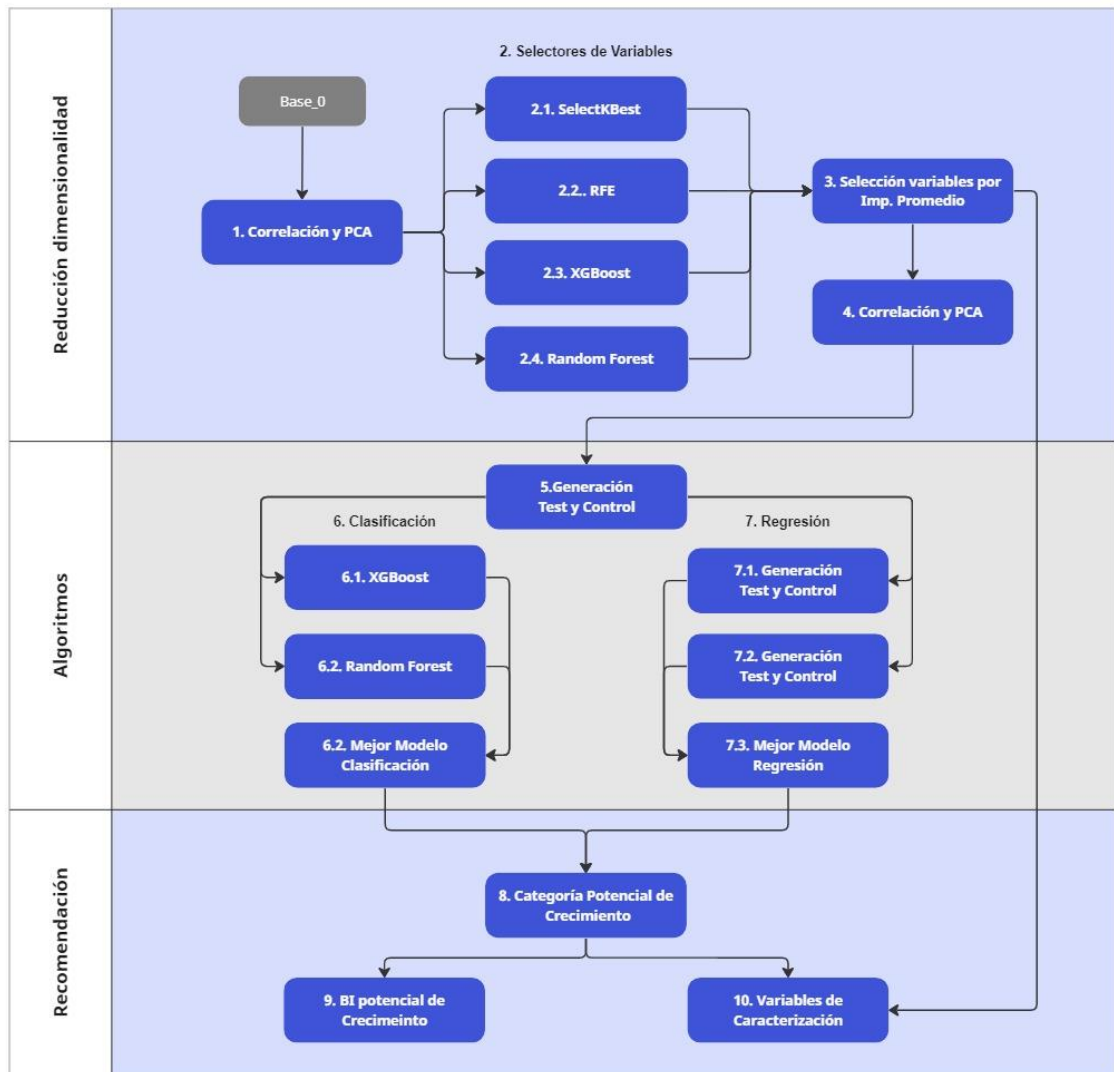 Reducción dimensionalidad
2. Selectores de Variables
Base_0
2.1. SelectKBest
2.2.. RFE
3. Selección variables por
Imp. Promedio
1. Correlación y PCA
2.3. XGBoost
4. Correlación y PCA
2.4. Random Forest
Algoritmos
5.Generación
Test y Control
6. Clasificación
7. Regresión
6.1. XGBoost
7.1. Generación
Test y Control
6.2. Random Forest
7.2. Generación
Test y Control
6.2. Mejor Modelo
Clasificación
7.3. Mejor Modelo
Regresión
Recomendación
8. Categoría Potencial de
Crecimiento
9. BI potencial de
Crecimeinto
10. Variables de
Caracterización